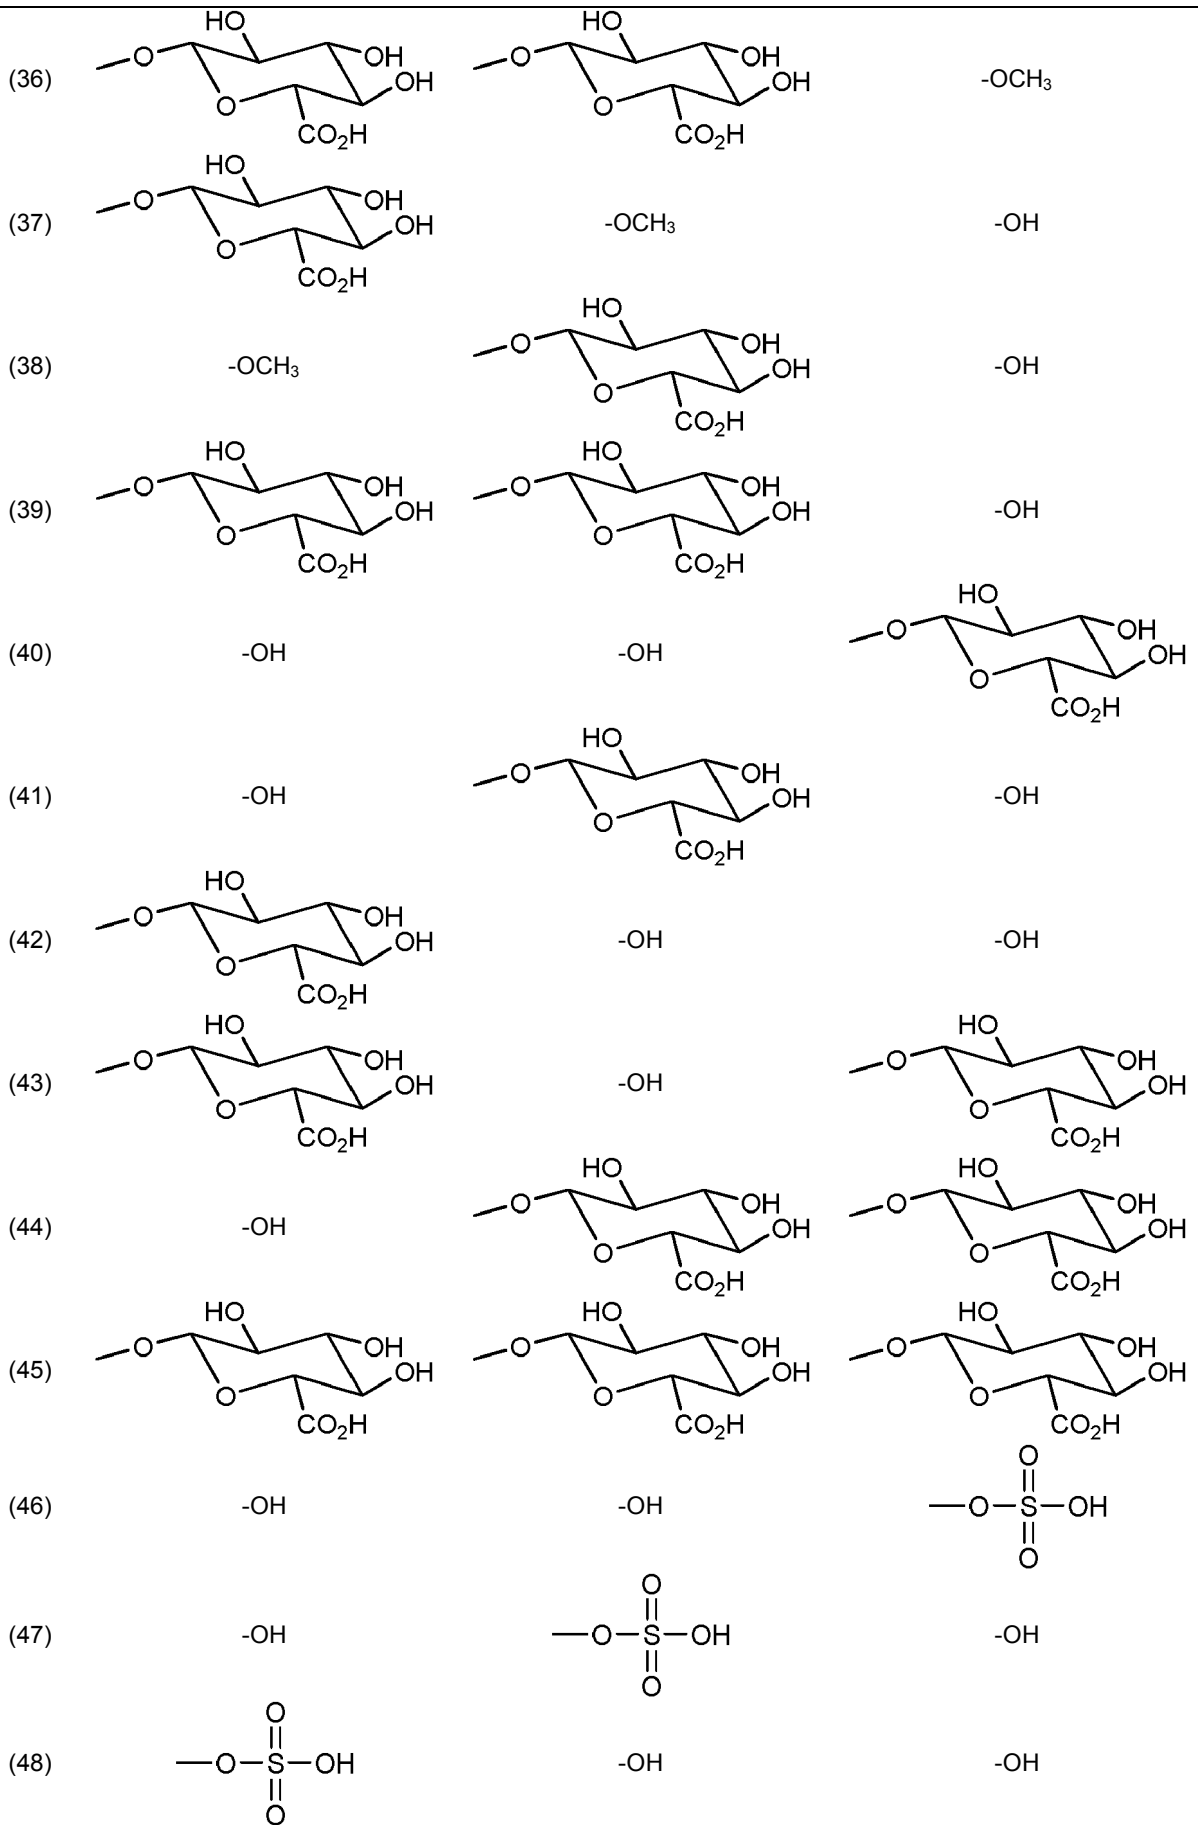 HO HO
O OH O OH
(36) OH OH -OCH₃
O O
CO₂H CO₂H
HO
O OH
(37) OH -OCH₃ -OH
O
CO₂H
HO
O OH
(38) -OCH₃ OH -OH
O
CO₂H
HO HO
O OH O OH
(39) OH OH -OH
O O
CO₂H CO₂H
HO
O OH
(40) -OH -OH OH
O
CO₂H
HO
O OH
(41) -OH OH -OH
O
CO₂H
HO
O OH
(42) OH -OH -OH
O
CO₂H
HO HO
O OH O OH
(43) OH -OH OH
O O
CO₂H CO₂H
HO HO
O OH O OH
(44) -OH OH OH
O O
CO₂H CO₂H
HO HO HO
O OH O OH O OH
(45) OH OH OH
O O O
CO₂H CO₂H CO₂H
O
(46) -OH -OH O S OH
O
O
(47) -OH O S OH -OH
O
O
(48) O S OH -OH -OH
O